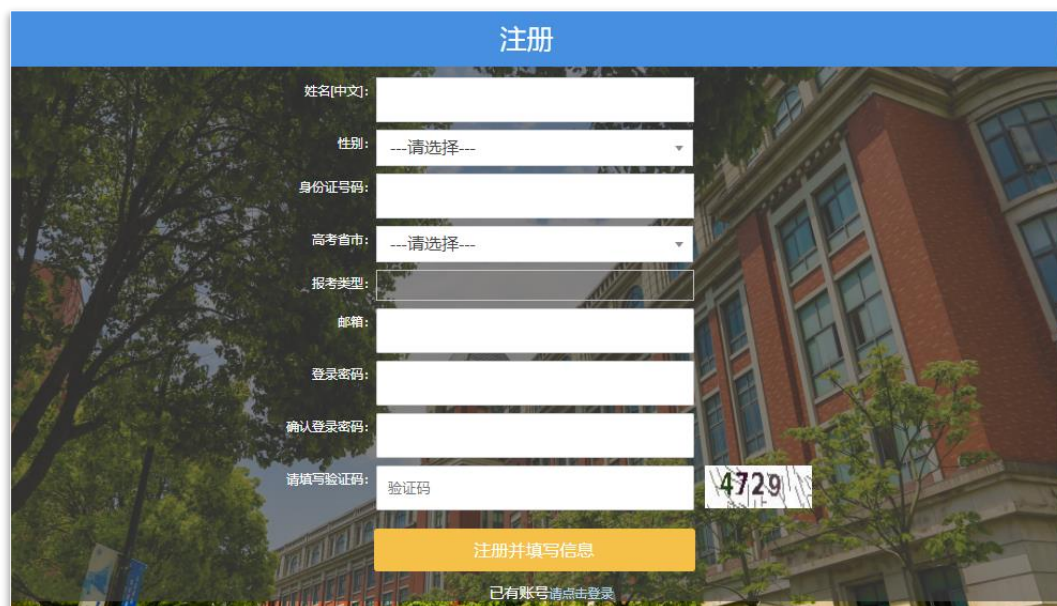 注册
姓名[中文]:
性别: ---请选择---
身份证号码:
高考省市: ---请选择---
报考类型:
邮箱:
登录密码:
确认登录密码:
请填写验证码: 验证码 4729
注册并填写信息
已有账号请点击登录